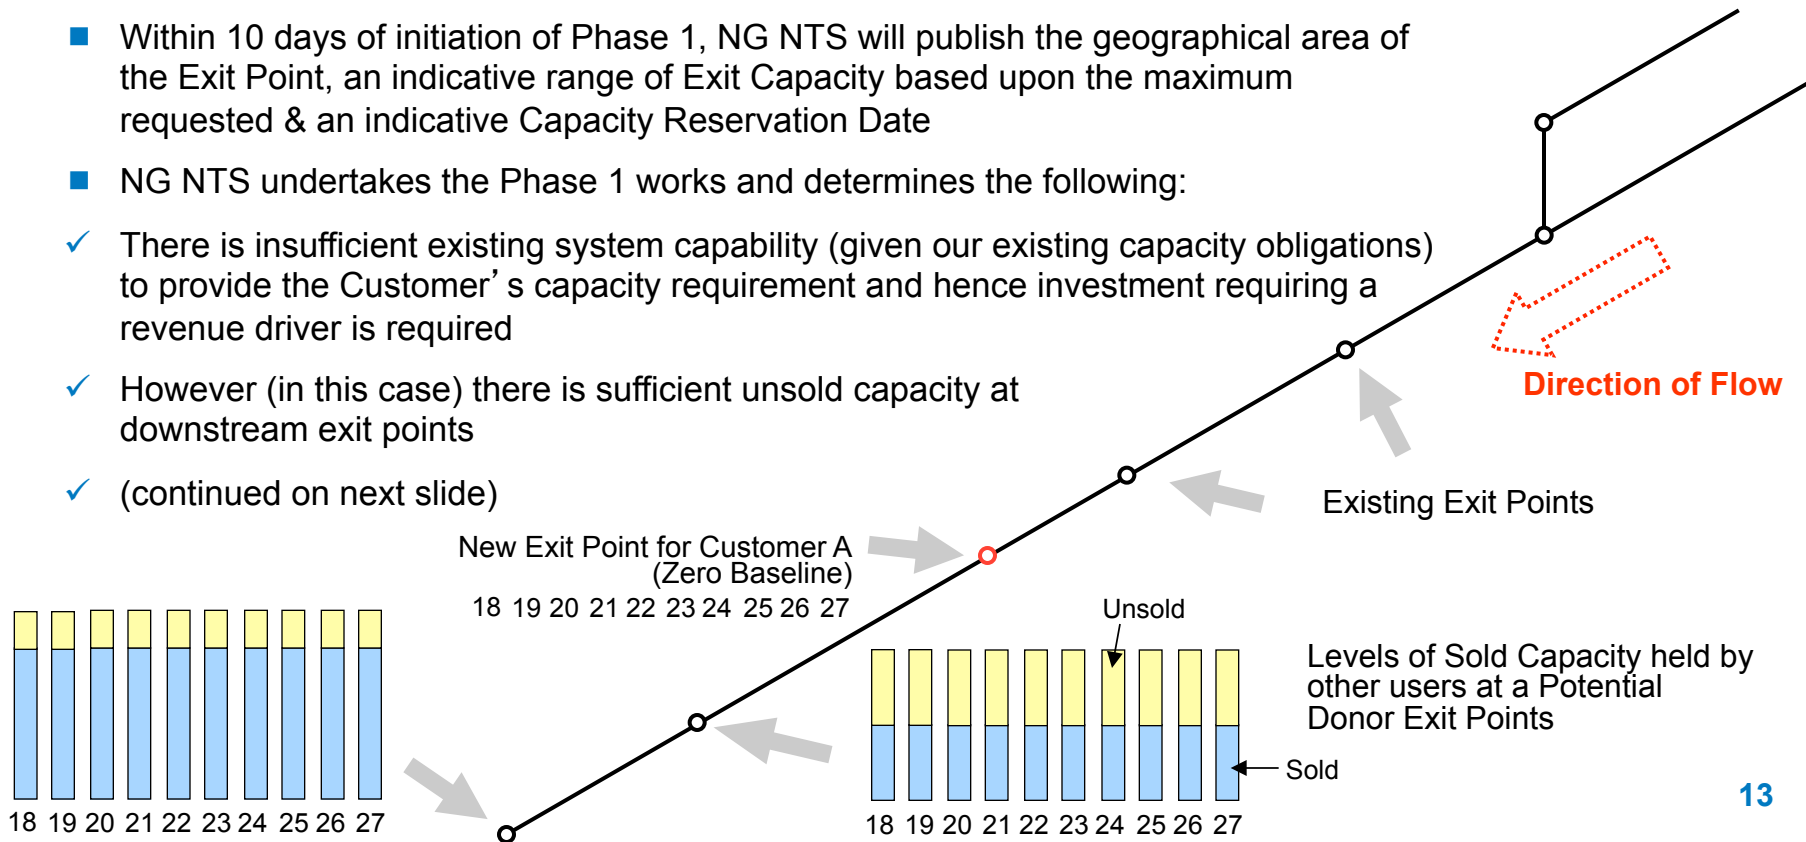 Within 10 days of initiation of Phase 1, NG NTS will publish the geographical area of
the Exit Point, an indicative range of Exit Capacity based upon the maximum
requested & an indicative Capacity Reservation Date
NG NTS undertakes the Phase 1 works and determines the following:
There is insufficient existing system capability (given our existing capacity obligations)
to provide the Customer’s capacity requirement and hence investment requiring a
revenue driver is required
However (in this case) there is sufficient unsold capacity at
downstream exit points
(continued on next slide)
Direction of Flow
Existing Exit Points
New Exit Point for Customer A
(Zero Baseline)
18 19 20 21 22 23 24 25 26 27
Unsold
Levels of Sold Capacity held by
other users at a Potential
Donor Exit Points
Sold
18 19 20 21 22 23 24 25 26 27
18 19 20 21 22 23 24 25 26 27
13